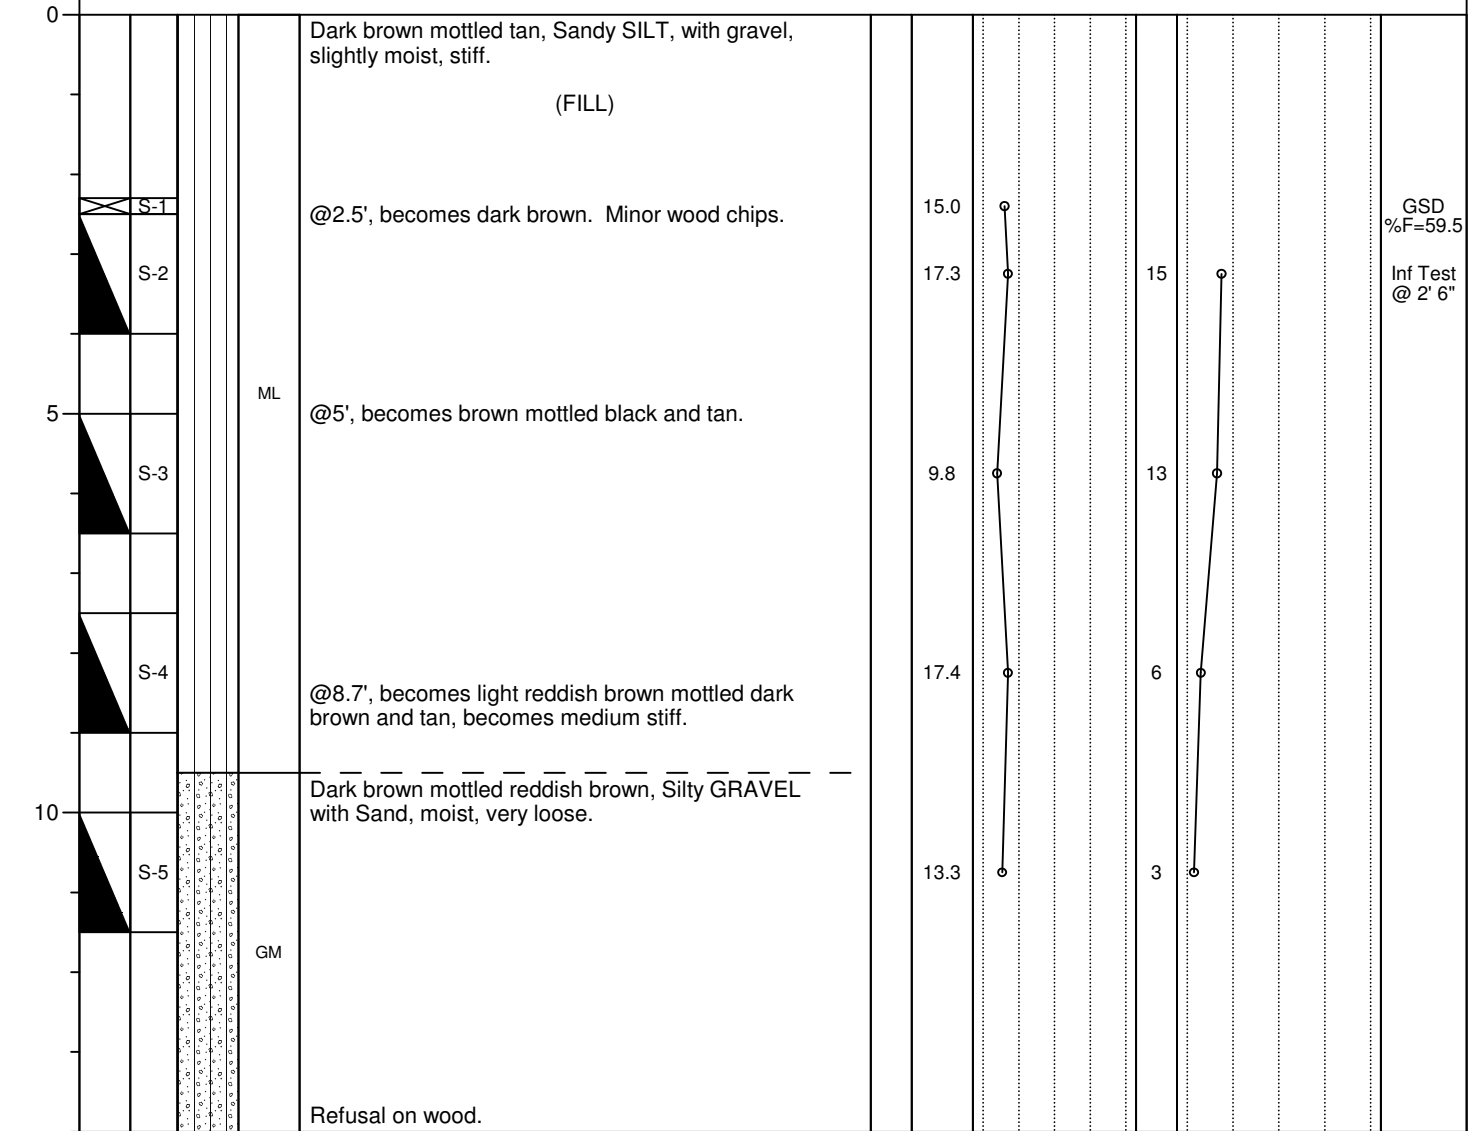 0
Dark brown mottled tan, Sandy SILT, with gravel,
slightly moist, stiff.
(FILL)
S-1
@2.5', becomes dark brown.  Minor wood chips.
15.0
GSD
%F=59.5
S-2
17.3
15
Inf Test
@ 2' 6"
ML
5
@5', becomes brown mottled black and tan.
S-3
9.8
13
S-4
17.4
6
@8.7', becomes light reddish brown mottled dark
brown and tan, becomes medium stiff.
Dark brown mottled reddish brown, Silty GRAVEL
with Sand, moist, very loose.
10
S-5
13.3
3
GM
Refusal on wood.